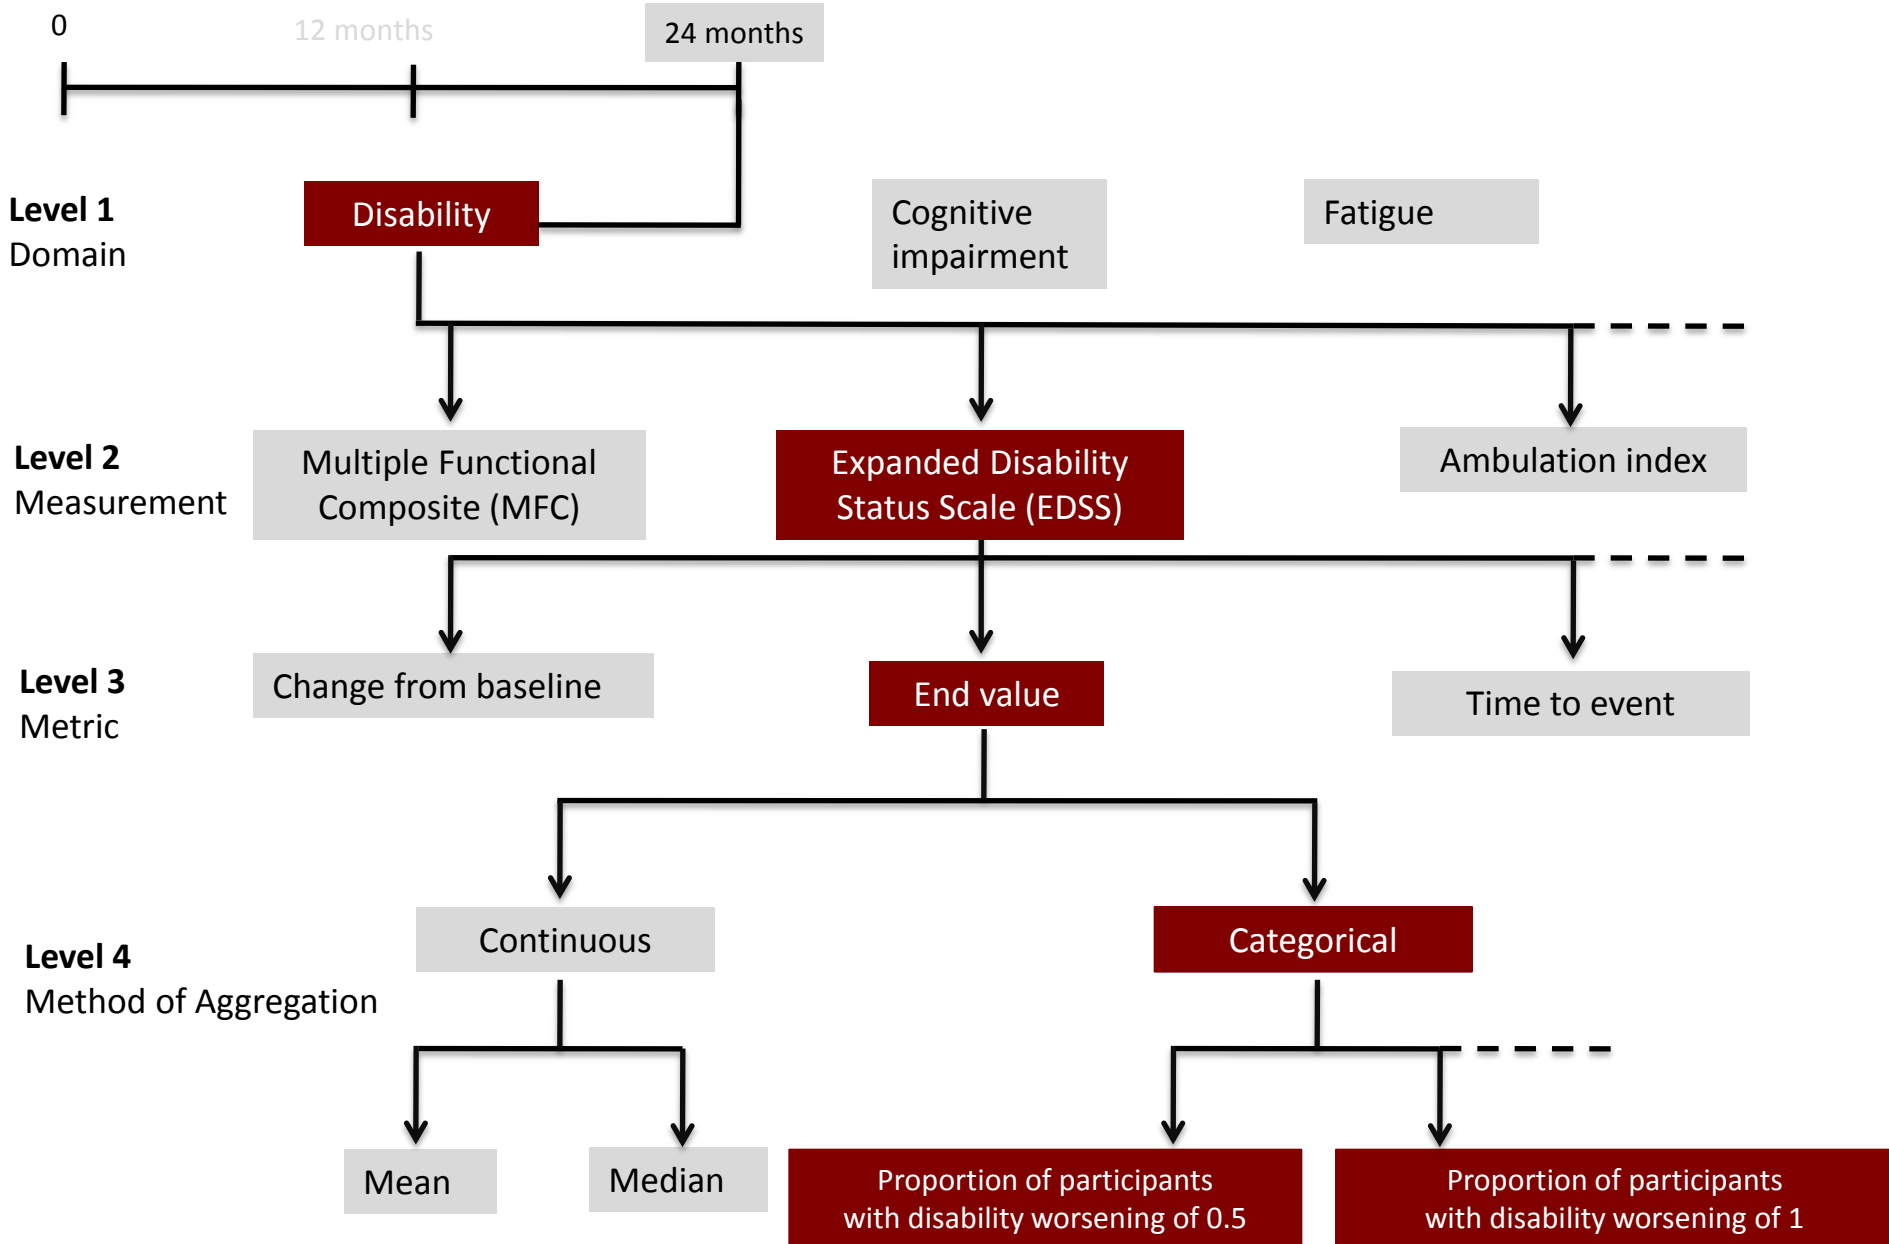 0
12 months
24 months
Level 1
Domain
Disability
Cognitive
impairment
Fatigue
Level 2
Measurement
Multiple Functional
Composite (MFC)
Expanded Disability
Status Scale (EDSS)
Ambulation index
Level 3
Metric
Change from baseline
End value
Time to event
Level 4
Method of Aggregation
Continuous
Categorical
Mean
Median
Proportion of participants
with disability worsening of 0.5
Proportion of participants
with disability worsening of 1